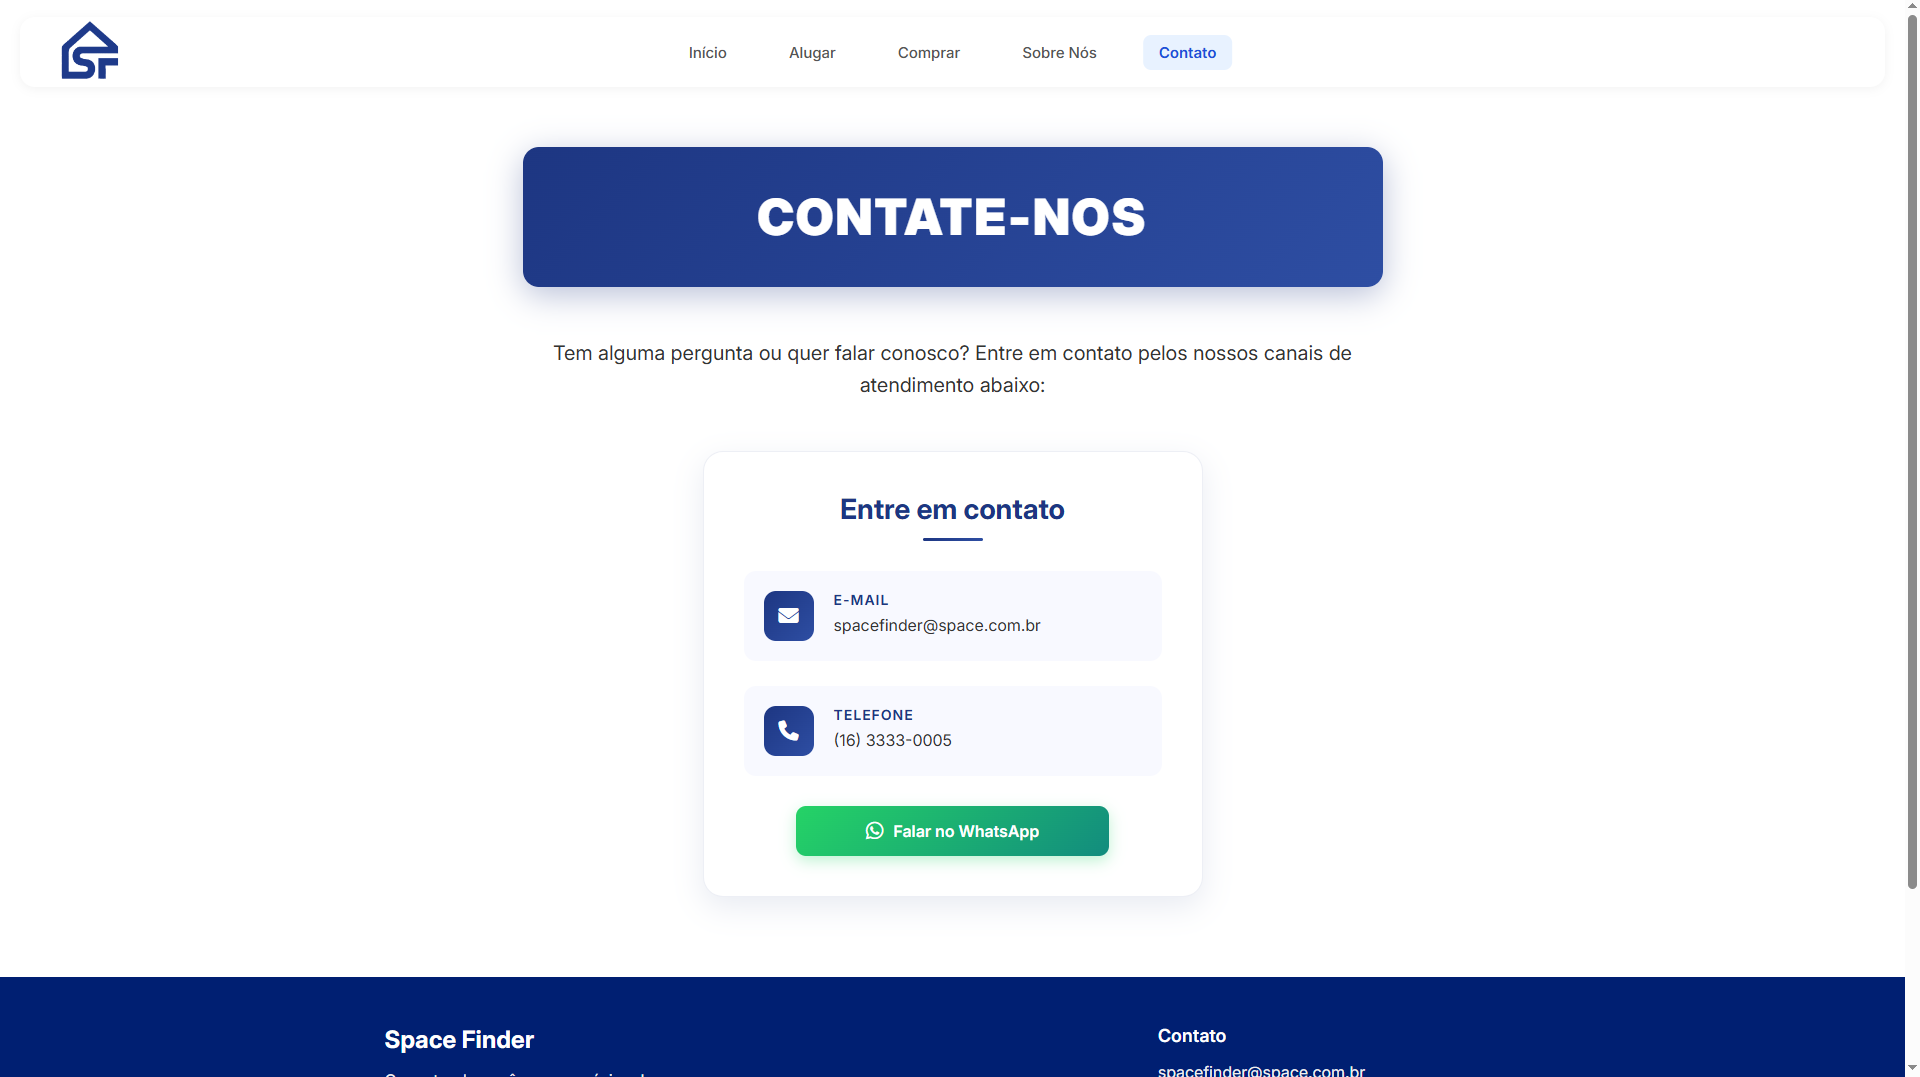 SF
Início
Alugar
Comprar
Sobre Nós
Contato
CONTATE-NOS
Tem alguma pergunta ou quer falar conosco? Entre em contato pelos nossos canais de
atendimento abaixo:
Entre em contato
E-MAIL
spacefinder@space.com.br
TELEFONE
(16) 3333-0005
Falar no WhatsApp
Space Finder
Contato
spacefinder@space.com.br